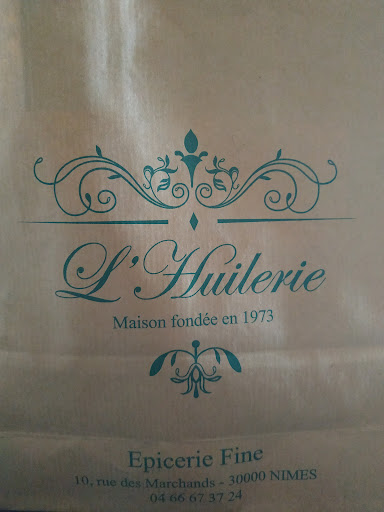 L'Huilerie
Maison fondée en 1973
Epicerie Fine
10, rue des Marchands - 30000 NIMES
04 66 67 37 24